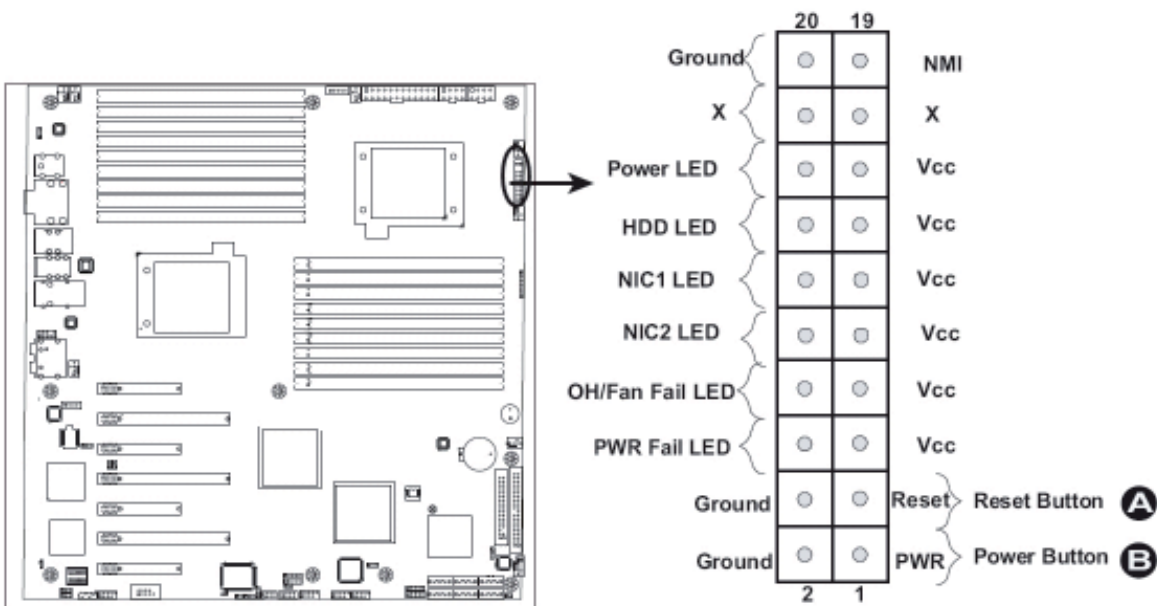 20 19
Ground NMI
X X
Power LED Vcc
HDD LED Vcc
NIC1 LED Vcc
NIC2 LED Vcc
OH/Fan Fail LED Vcc
PWR Fail LED Vcc
Ground Reset Reset Button A
Ground PWR Power Button B
2 1